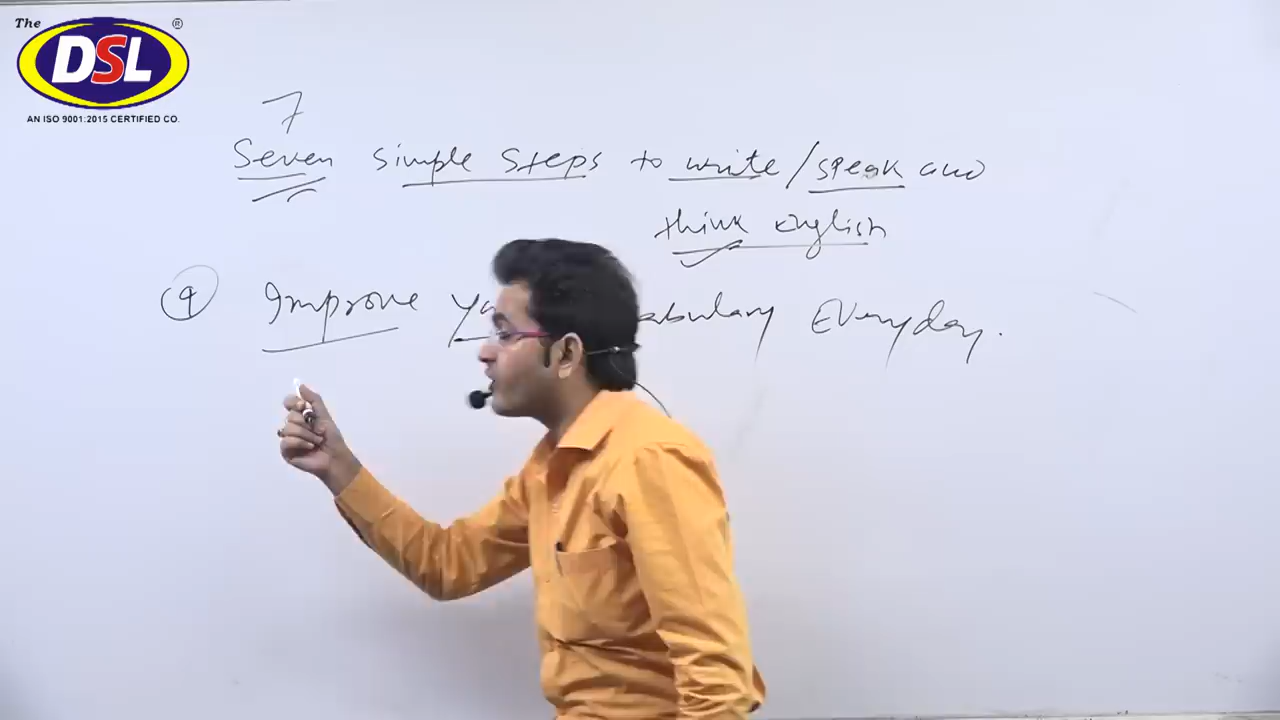 The
DSL
®
AN ISO 9001:2015 CERTIFIED CO.
7
Seven simple steps to write/speak and
think English
Improve Vocabulary Everyday.